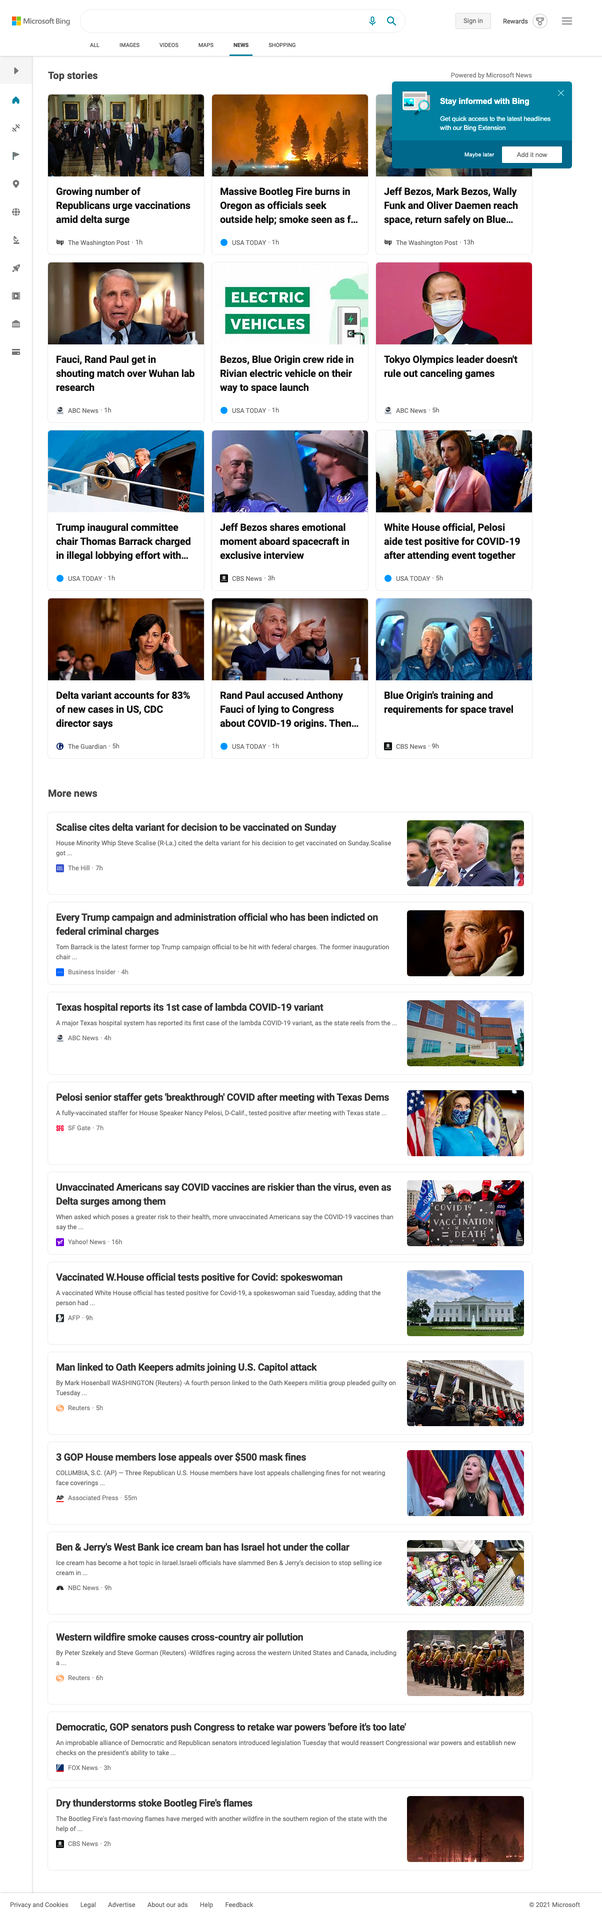 Microsoft Bing
Sign in
Rewards
ALL
IMAGES
VIDEOS
MAPS
NEWS
SHOPPING
Top stories
Powered by Microsoft News
Stay informed with Bing
Get quick access to the latest headlines
with our Bing Extension
Maybe later
Add it now
Growing number of
Republicans urge vaccinations
amid delta surge
wp The Washington Post · 1h
Massive Bootleg Fire burns in
Oregon as officials seek
outside help; smoke seen as f...
USA TODAY · 1h
Jeff Bezos, Mark Bezos, Wally
Funk and Oliver Daemen reach
space, return safely on Blue...
wp The Washington Post · 13h
Fauci, Rand Paul get in
shouting match over Wuhan lab
research
ABC News · 1h
ELECTRIC
VEHICLES
Bezos, Blue Origin crew ride in
Rivian electric vehicle on their
way to space launch
USA TODAY · 1h
Tokyo Olympics leader doesn't
rule out canceling games
ABC News · 5h
Trump inaugural committee
chair Thomas Barrack charged
in illegal lobbying effort with...
USA TODAY · 1h
Jeff Bezos shares emotional
moment aboard spacecraft in
exclusive interview
CBS News · 3h
White House official, Pelosi
aide test positive for COVID-19
after attending event together
USA TODAY · 5h
Delta variant accounts for 83%
of new cases in US, CDC
director says
The Guardian · 5h
Rand Paul accused Anthony
Fauci of lying to Congress
about COVID-19 origins. Then...
USA TODAY · 1h
Blue Origin's training and
requirements for space travel
CBS News · 9h
More news
Scalise cites delta variant for decision to be vaccinated on Sunday
House Minority Whip Steve Scalise (R-La.) cited the delta variant for his decision to get vaccinated on Sunday.Scalise
got ...
The Hill · 7h
Every Trump campaign and administration official who has been indicted on
federal criminal charges
Tom Barrack is the latest former top Trump campaign official to be hit with federal charges. The former inauguration
chair ...
Business Insider · 4h
Texas hospital reports its 1st case of lambda COVID-19 variant
A major Texas hospital system has reported its first case of the lambda COVID-19 variant, as the state reels from the ...
ABC News · 4h
Pelosi senior staffer gets 'breakthrough' COVID after meeting with Texas Dems
A fully-vaccinated staffer for House Speaker Nancy Pelosi, D-Calif., tested positive after meeting with Texas state ...
SF Gate · 7h
Unvaccinated Americans say COVID vaccines are riskier than the virus, even as
Delta surges among them
When asked which poses a greater risk to their health, more unvaccinated Americans say the COVID-19 vaccines than
say the ...
Yahoo! News · 16h
COVID19
VACCINATION
= DEATH
Vaccinated W.House official tests positive for Covid: spokeswoman
A vaccinated White House official has tested positive for Covid-19, a spokeswoman said Tuesday, adding that the
person had ...
AFP · 9h
Man linked to Oath Keepers admits joining U.S. Capitol attack
By Mark Hosenball WASHINGTON (Reuters) -A fourth person linked to the Oath Keepers militia group pleaded guilty on
Tuesday ...
Reuters · 5h
3 GOP House members lose appeals over $500 mask fines
COLUMBIA, S.C. (AP) — Three Republican U.S. House members have lost appeals challenging fines for not wearing
face coverings ...
AP Associated Press · 55m
Ben & Jerry's West Bank ice cream ban has Israel hot under the collar
Ice cream has become a hot topic in Israel.Israeli officials have slammed Ben & Jerry's decision to stop selling ice
cream in ...
NBC News · 9h
Western wildfire smoke causes cross-country air pollution
By Peter Szekely and Steve Gorman (Reuters) -Wildfires raging across the western United States and Canada, including
a ...
Reuters · 6h
Democratic, GOP senators push Congress to retake war powers 'before it's too late'
An improbable alliance of Democratic and Republican senators introduced legislation Tuesday that would reassert Congressional war powers and establish new
checks on the president's ability to take ...
FOX News · 3h
Dry thunderstorms stoke Bootleg Fire's flames
The Bootleg Fire's fast-moving flames have merged with another wildfire in the southern region of the state with the
help of ...
CBS News · 2h
Privacy and Cookies
Legal
Advertise
About our ads
Help
Feedback
© 2021 Microsoft